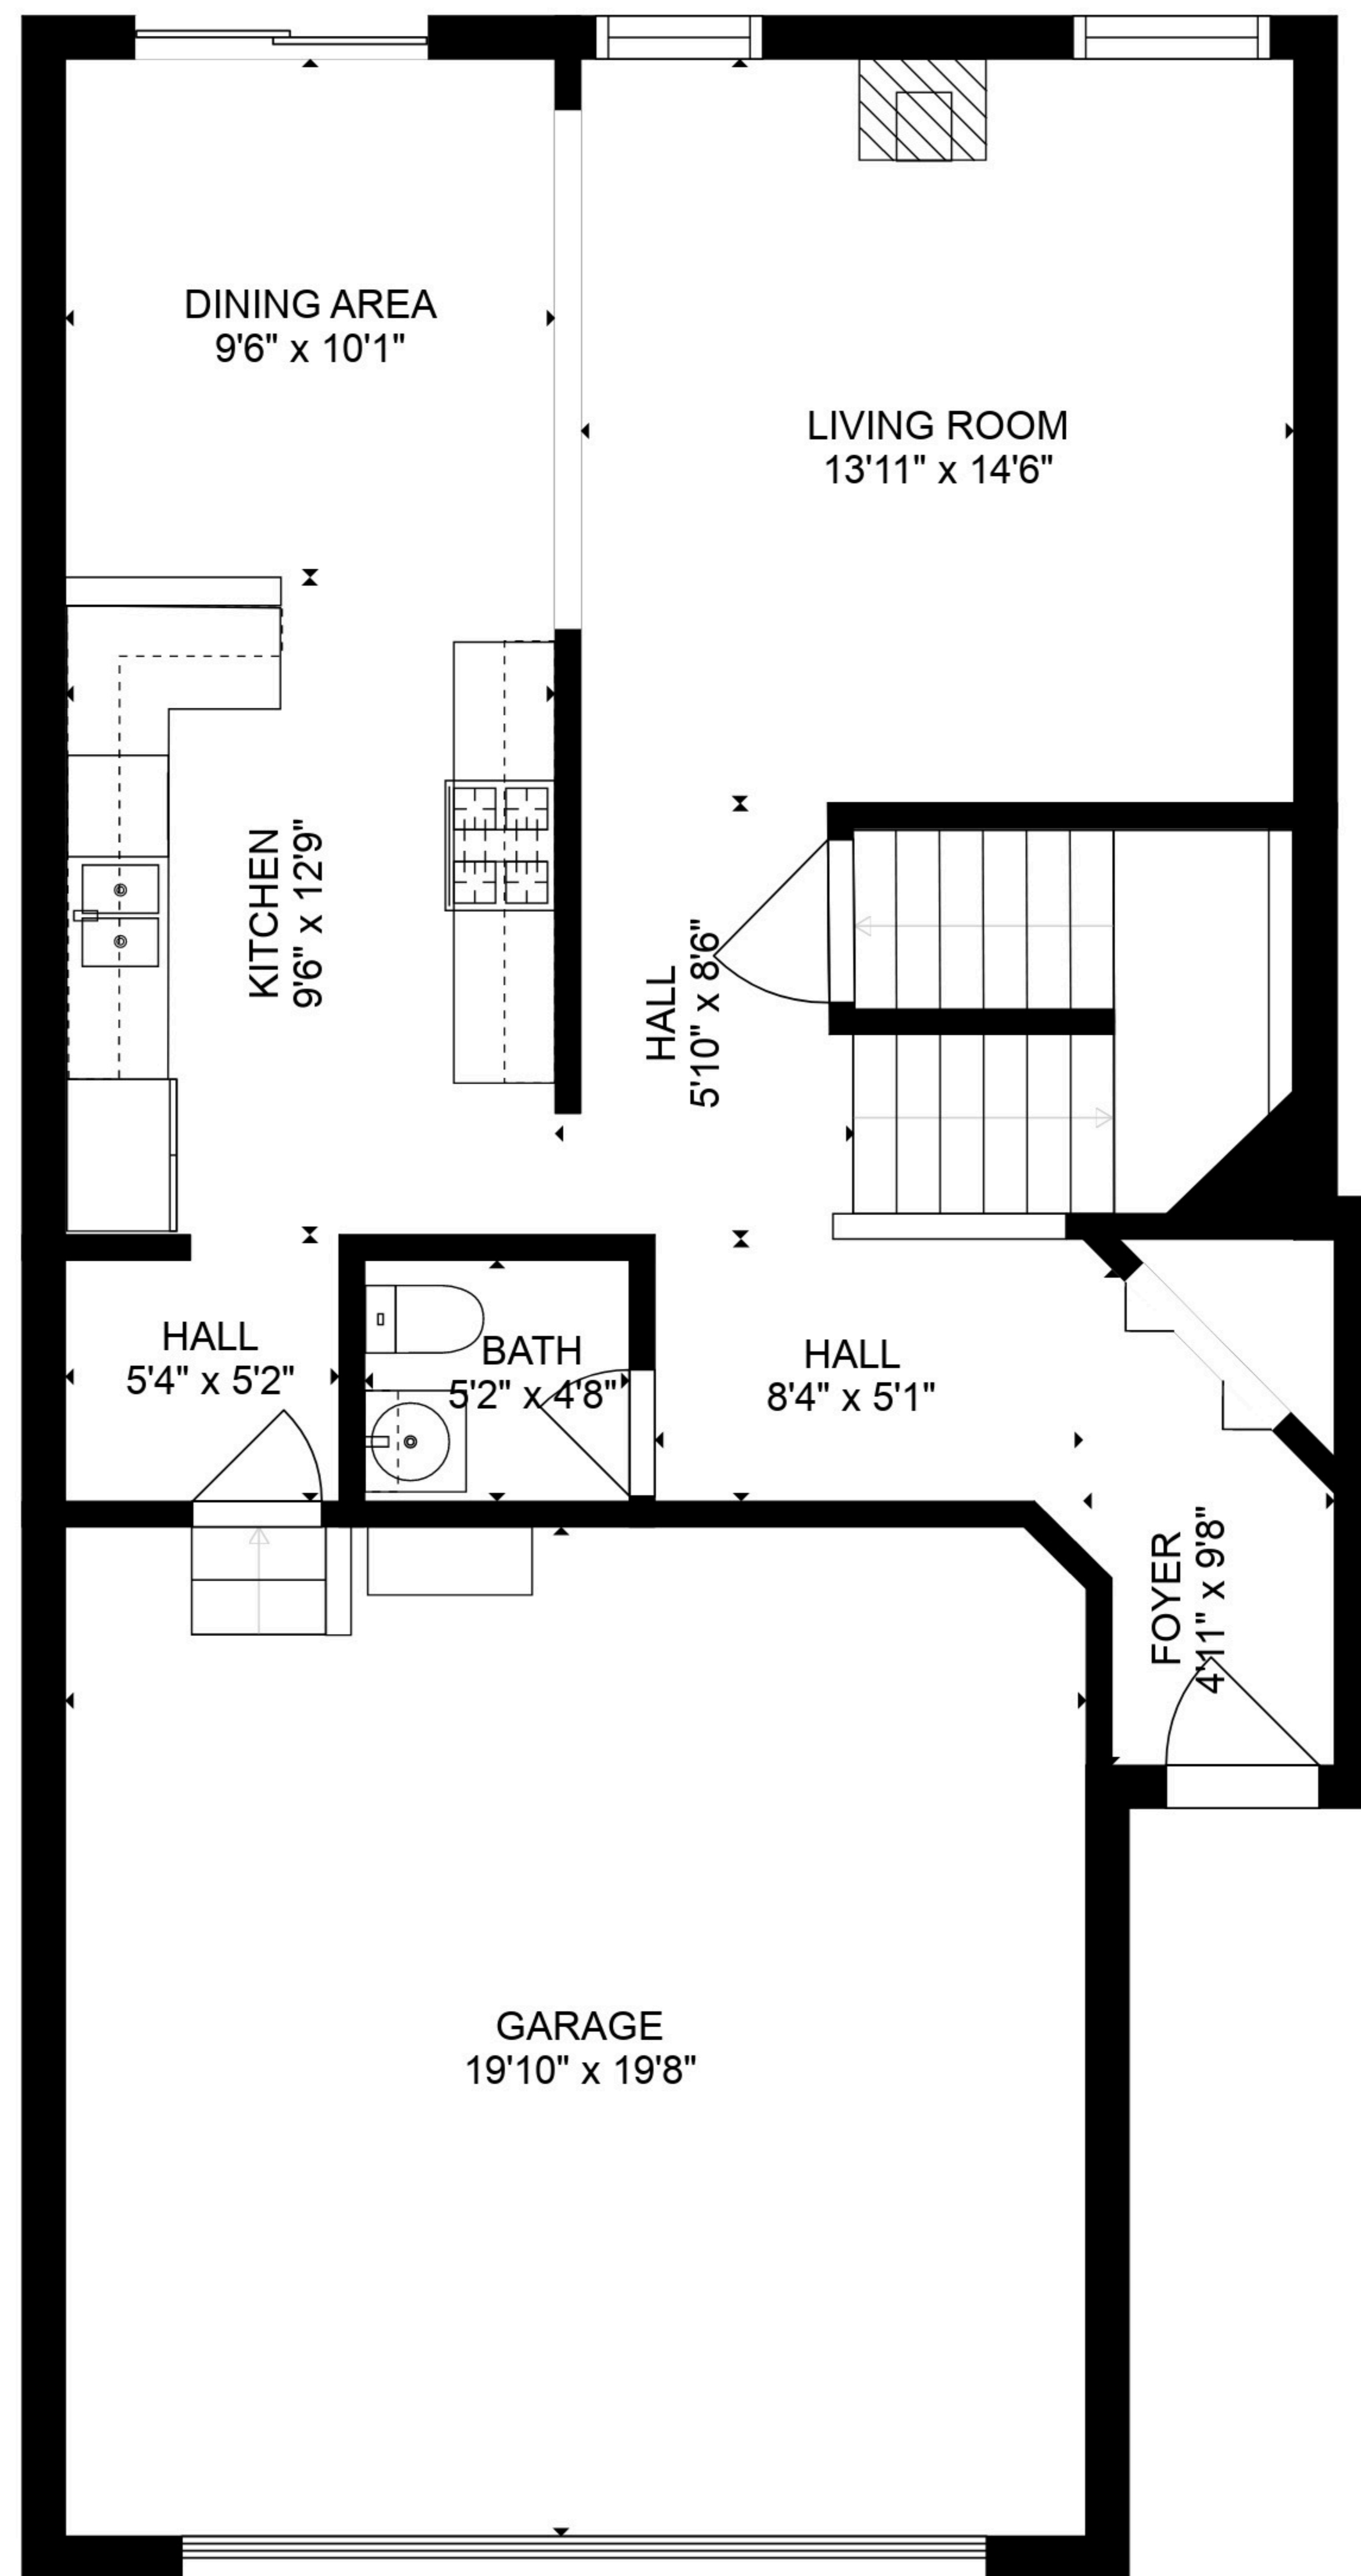 DINING AREA
9'6" x 10'1"
LIVING ROOM
13'11" x 14'6"
KITCHEN
9'6" x 12'9"
HALL
5'10" x 8'6"
HALL
5'4" x 5'2"
BATH
5'2" x 4'8"
HALL
8'4" x 5'1"
FOYER
4'11" x 9'8"
GARAGE
19'10" x 19'8"